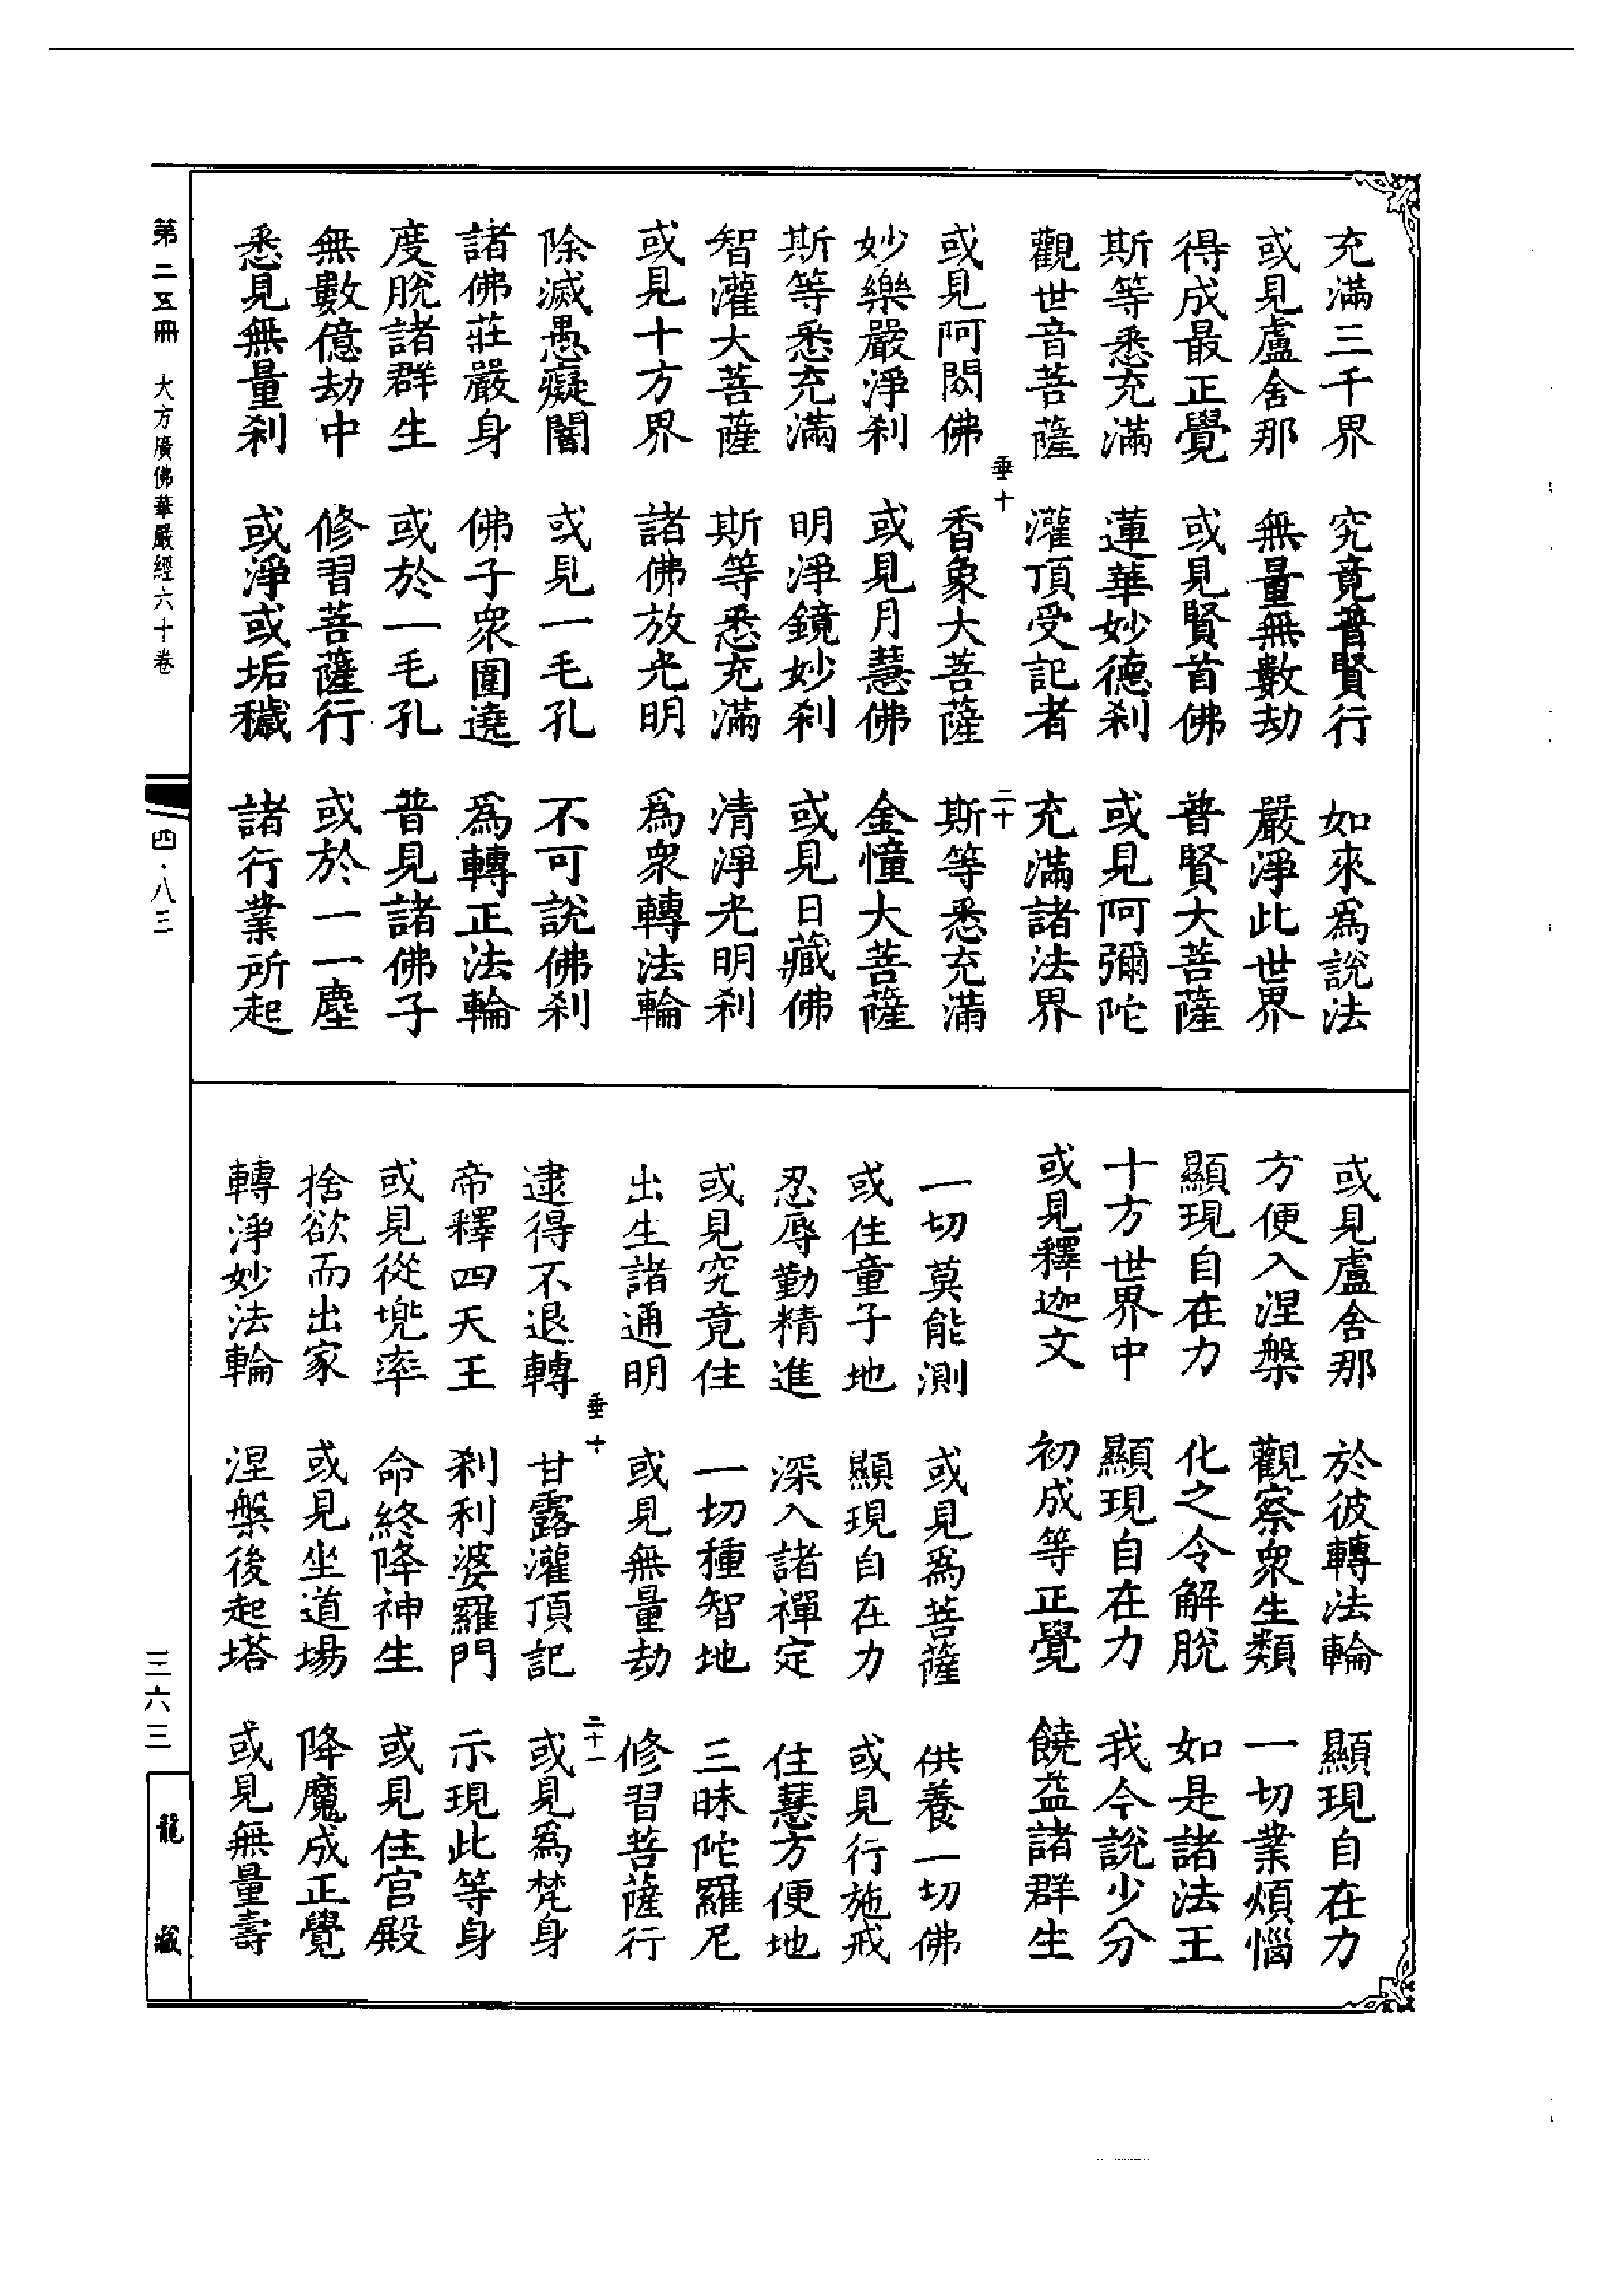 充滿三千界　究竟普賢行　如來爲說法
或見盧舍那　無量無數劫　嚴淨此世界
得成最正覺　或見賢首佛　普賢大菩薩
斯等悉充滿　蓮華妙德刹　或見阿彌陀
觀世音菩薩　灌頂受記者　充滿諸法界
垂十　二十
或見阿閦佛　香象大菩薩　斯等悉充滿
妙樂嚴淨刹　或見月慧佛　金幢大菩薩
斯等悉充滿　明淨鏡妙刹　或見日藏佛
智灌大菩薩　斯等悉充滿　清淨光明刹
或見十方界　諸佛放光明　爲衆轉法輪
除滅愚癡闇　或見一毛孔　不可說佛刹
諸佛莊嚴身　佛子衆圍遶　爲轉正法輪
度脫諸群生　或於一毛孔　普見諸佛子
無數億劫中　修習菩薩行　或於一一塵
悉見無量刹　或淨或垢穢　諸行業所起
或見盧舍那　於彼轉法輪　顯現自在力
方便入涅槃　觀察衆生類　一切業煩惱
顯現自在力　化之令解脫　如是諸法王
十方世界中　顯現自在力　我今說少分
或見釋迦文　初成等正覺　饒益諸群生
一切莫能測　或見爲菩薩　供養一切佛
或住童子地　顯現自在力　或見行施戒
忍辱勤精進　深入諸禪定　住慧方便地
或見究竟住　一切種智地　三昧陀羅尼
出生諸通明　或見無量劫　修習菩薩行
垂十　二十一
逮得不退轉　甘露灌頂記　或見爲梵身
帝釋四天王　刹利婆羅門　示現此等身
或見從兜率　命終降神生　或見住宫殿
捨欲而出家　或見坐道場　降魔成正覺
轉淨妙法輪　涅槃後起塔　或見無量壽
第二五冊　大方廣佛華嚴經六十卷　四·八三　三六三　龍藏